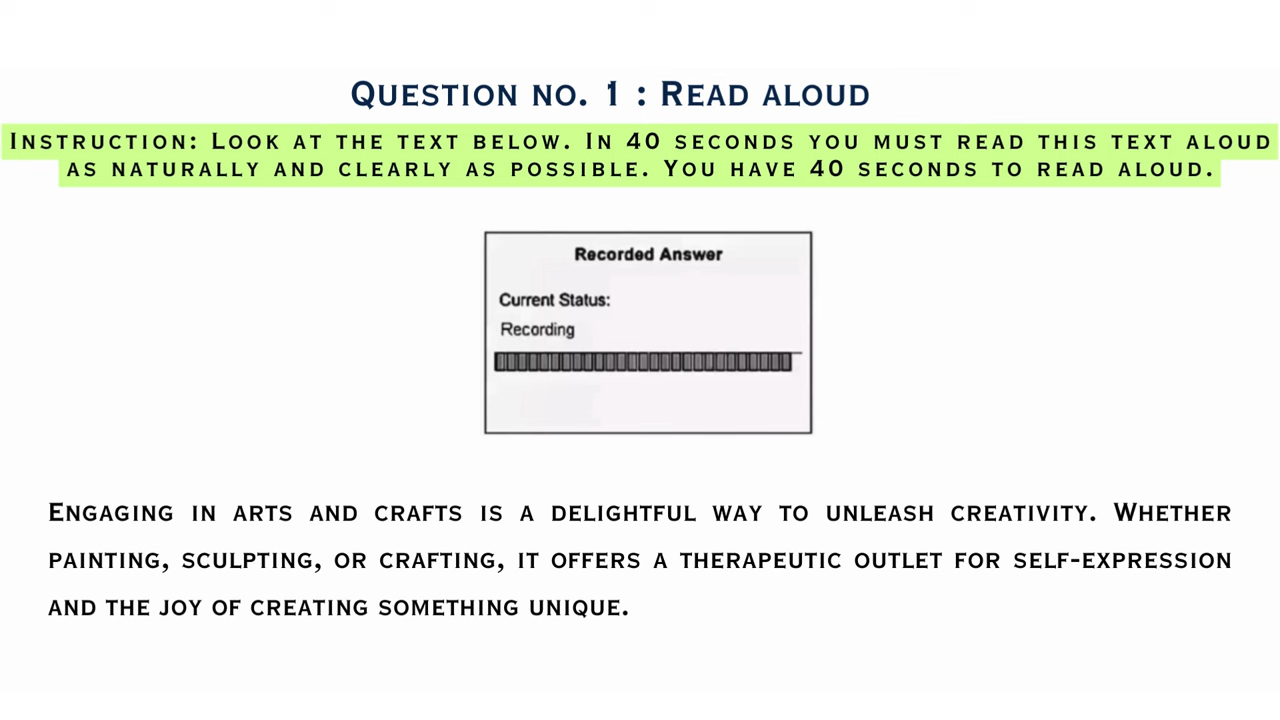 Question no. 1 : Read aloud
Instruction: Look at the text below. In 40 seconds you must read this text aloud
as naturally and clearly as possible. You have 40 seconds to read aloud.
Recorded Answer
Current Status:
Recording
Engaging in arts and crafts is a delightful way to unleash creativity. Whether
painting, sculpting, or crafting, it offers a therapeutic outlet for self-expression
and the joy of creating something unique.